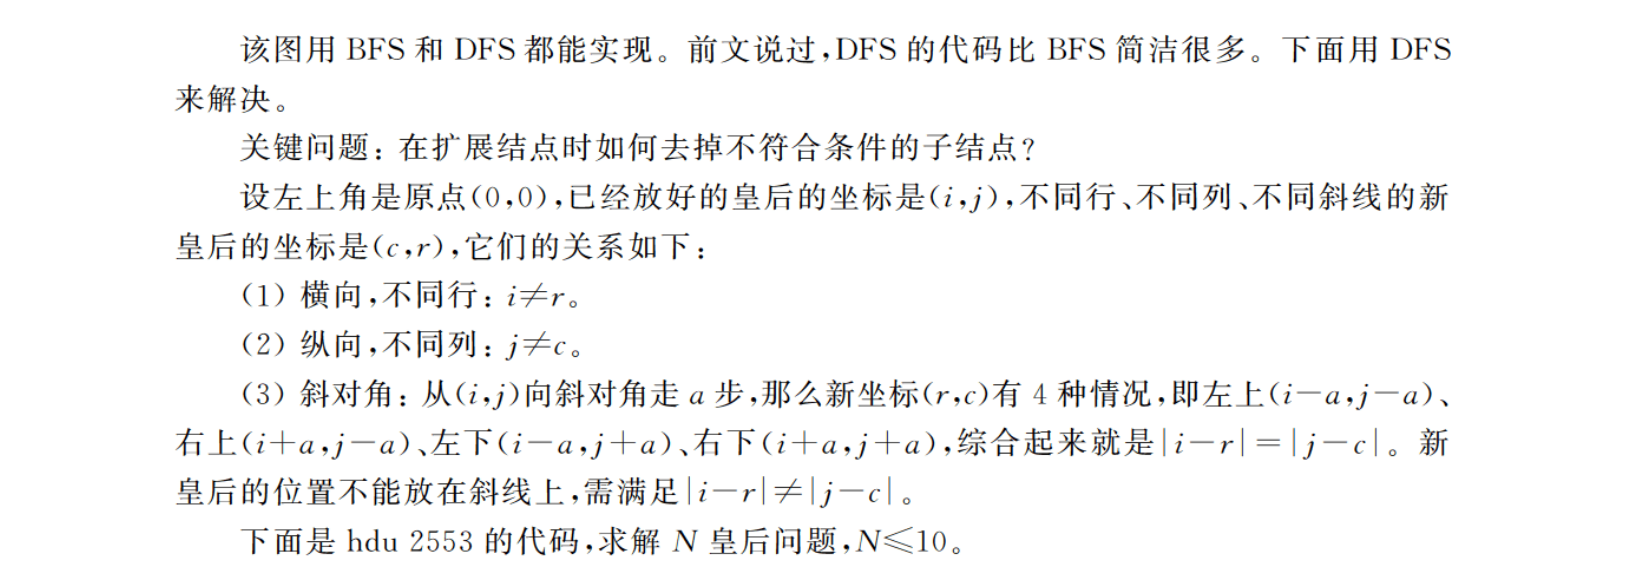 该图用 BFS 和 DFS 都能实现。前文说过,DFS 的代码比 BFS 简洁很多。下面用 DFS
来解决。
关键问题: 在扩展结点时如何去掉不符合条件的子结点?
设左上角是原点(0,0),已经放好的皇后的坐标是(i,j),不同行、不同列、不同斜线的新
皇后的坐标是(c,r),它们的关系如下:
(1) 横向,不同行: i≠r。
(2) 纵向,不同列: j≠c。
(3) 斜对角: 从(i,j)向斜对角走 a 步,那么新坐标(r,c)有 4 种情况,即左上(i-a,j-a)、
右上(i+a,j-a)、左下(i-a,j+a)、右下(i+a,j+a),综合起来就是|i-r|=|j-c|。新
皇后的位置不能放在斜线上,需满足|i-r|≠|j-c|。
下面是 hdu 2553 的代码,求解 N 皇后问题,N≤10。